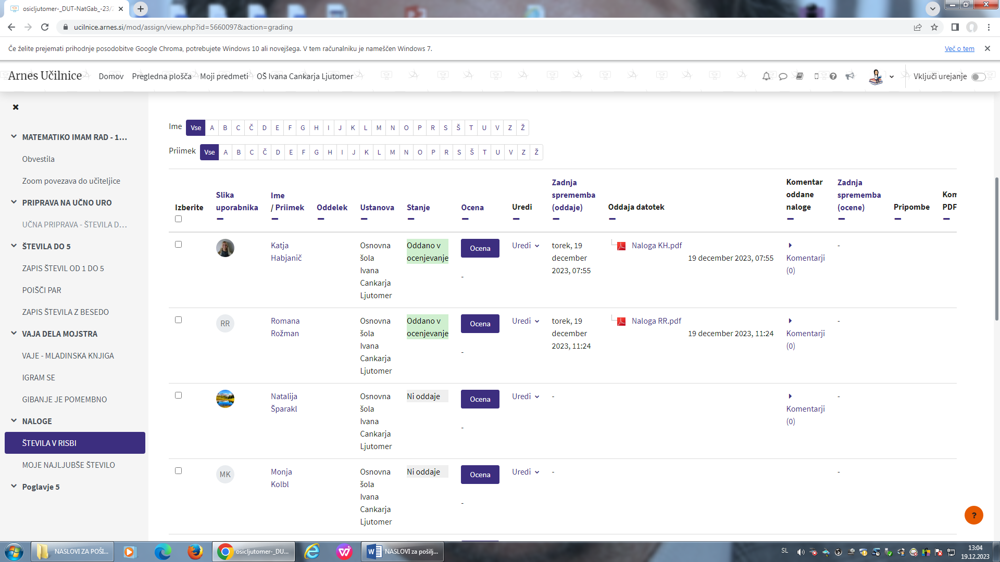 osicljutomer-_DUT-NatGab_-23/2
ucilnice.arnes.si/mod/assign/view.php?id=5660097&action=grading
Če želite prejemati prihodnje posodobitve Google Chroma, potrebujete Windows 10 ali novejšega. V tem računalniku je nameščen Windows 7.
Več o tem
Arnes Učilnice Domov Pregledna plošča Moji predmeti OŠ Ivana Cankarja Ljutomer Vključi urejanje
MATEMATIKO IMAM RAD - 1...
Obvestila
Zoom povezava do učiteljice
PRIPRAVA NA UČNO URO
UČNA PRIPRAVA - ŠTEVILA D...
ŠTEVILA DO 5
ZAPIS ŠTEVIL OD 1 DO 5
POIŠČI PAR
ZAPIS ŠTEVILA Z BESEDO
VAJA DELA MOJSTRA
VAJE - MLADINSKA KNJIGA
IGRAM SE
GIBANJE JE POMEMBNO
NALOGE
ŠTEVILA V RISBI
MOJE NAJLJUBŠE ŠTEVILO
Poglavje 5
Ime Vse A B C Č D E F G H I J K L M N O P R S Š T U V Z Ž
Priimek Vse A B C Č D E F G H I J K L M N O P R S Š T U V Z Ž
Izberite
Slika
uporabnika
Ime
/ Priimek
Oddelek
Ustanova
Stanje
Ocena
Uredi
Zadnja
sprememba
(oddaje)
Oddaja datotek
Komentar
oddane
naloge
Zadnja
sprememba
(ocene)
Pripombe
Kom
PDF
Katja
Habjanič
Osnovna
šola
Ivana
Cankarja
Ljutomer
Oddano v
ocenjevanje
Ocena
-
Uredi
torek, 19
december
2023, 07:55
Naloga KH.pdf
19 december 2023, 07:55
Komentarji
(0)
-
RR
Romana
Rožman
Osnovna
šola
Ivana
Cankarja
Ljutomer
Oddano v
ocenjevanje
Ocena
-
Uredi
torek, 19
december
2023, 11:24
Naloga RR.pdf
19 december 2023, 11:24
Komentarji
(0)
-
Natalija
Šparakl
Osnovna
šola
Ivana
Cankarja
Ljutomer
Ni oddaje
Ocena
-
Uredi
-
Komentarji
(0)
-
MK
Monja
Kolbl
Osnovna
šola
Ivana
Cankarja
Ljutomer
Ni oddaje
Ocena
-
Uredi
-
-
?
NASLOVI ZA POŠI...
osicljutomer-_DU...
NASLOVI za pošilj...
SL
13:04
19.12.2023